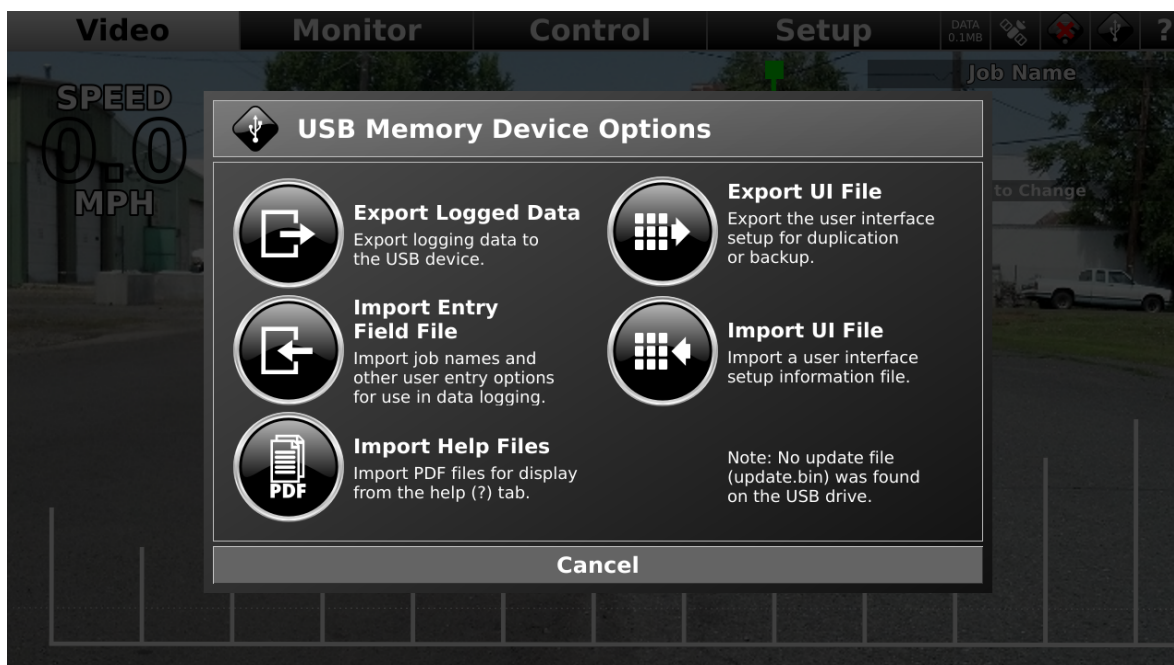 Video
Monitor
Control
Setup
DATA
0.1MB
?
SPEED
0.0
MPH
Job Name
to Change
USB Memory Device Options
Export Logged Data
Export logging data to
the USB device.
Import Entry
Field File
Import job names and
other user entry options
for use in data logging.
PDF
Import Help Files
Import PDF files for display
from the help (?) tab.
Export UI File
Export the user interface
setup for duplication
or backup.
Import UI File
Import a user interface
setup information file.
Note: No update file
(update.bin) was found
on the USB drive.
Cancel